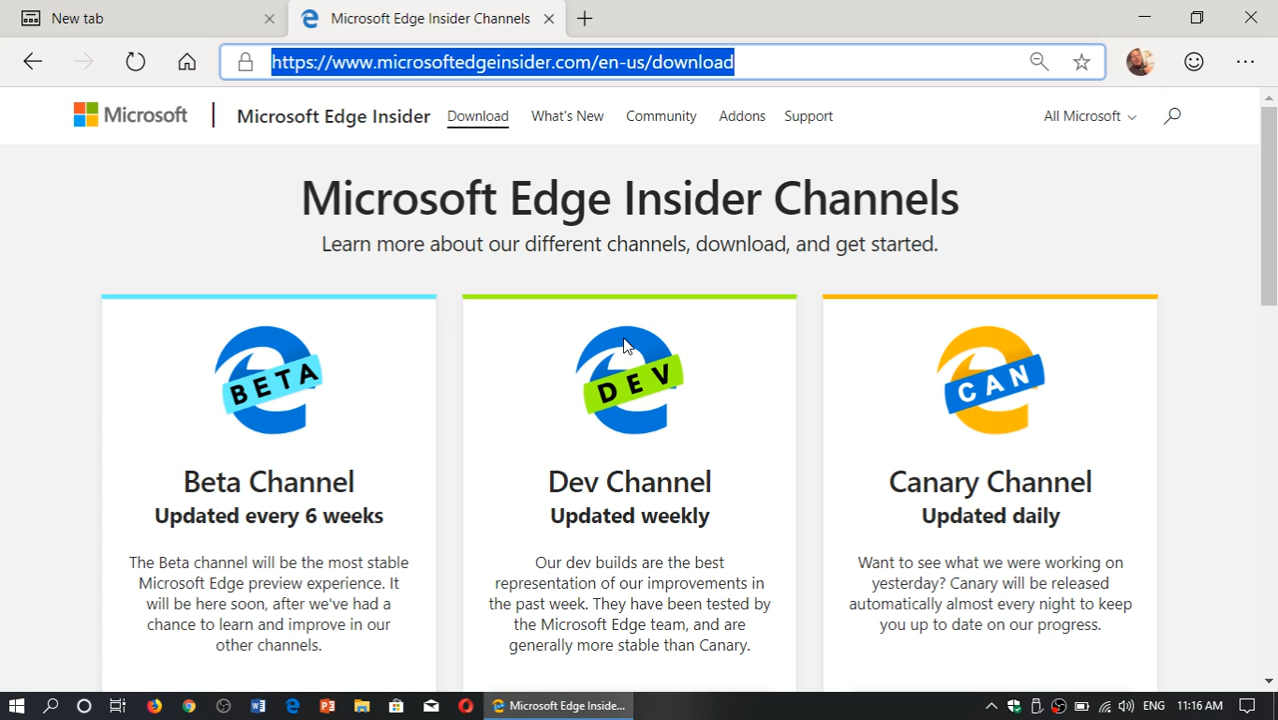 New tab
Microsoft Edge Insider Channels
https://www.microsoftedgeinsider.com/en-us/download
Microsoft
Microsoft Edge Insider
Download
What's New
Community
Addons
Support
All Microsoft
Microsoft Edge Insider Channels
Learn more about our different channels, download, and get started.
BETA
Beta Channel
Updated every 6 weeks
The Beta channel will be the most stable
Microsoft Edge preview experience. It
will be here soon, after we've had a
chance to learn and improve in our
other channels.
DEV
Dev Channel
Updated weekly
Our dev builds are the best
representation of our improvements in
the past week. They have been tested by
the Microsoft Edge team, and are
generally more stable than Canary.
CAN
Canary Channel
Updated daily
Want to see what we were working on
yesterday? Canary will be released
automatically almost every night to keep
you up to date on our progress.
Microsoft Edge Inside...
ENG
11:16 AM